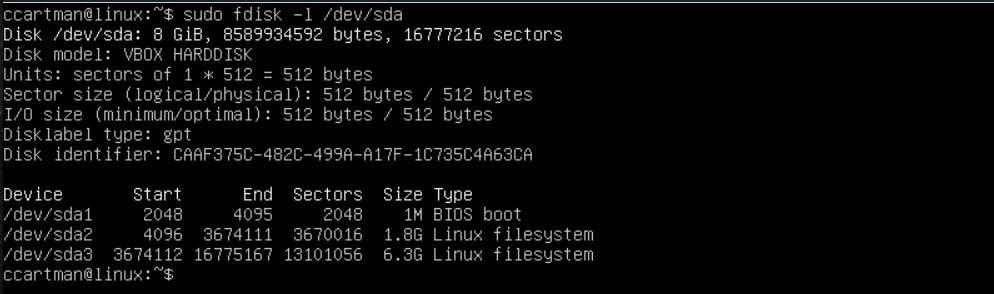 ccartman@linux:~$ sudo fdisk -l /dev/sda
Disk /dev/sda: 8 GiB, 8589934592 bytes, 16777216 sectors
Disk model: VBOX HARDDISK
Units: sectors of 1 * 512 = 512 bytes
Sector size (logical/physical): 512 bytes / 512 bytes
I/O size (minimum/optimal): 512 bytes / 512 bytes
Disklabel type: gpt
Disk identifier: CAAF375C-482C-499A-A17F-1C735C4A63CA

Device       Start      End  Sectors  Size Type
/dev/sda1     2048     4095     2048    1M BIOS boot
/dev/sda2     4096  3674111  3670016  1.8G Linux filesystem
/dev/sda3  3674112 16775167 13101056  6.3G Linux filesystem
ccartman@linux:~$